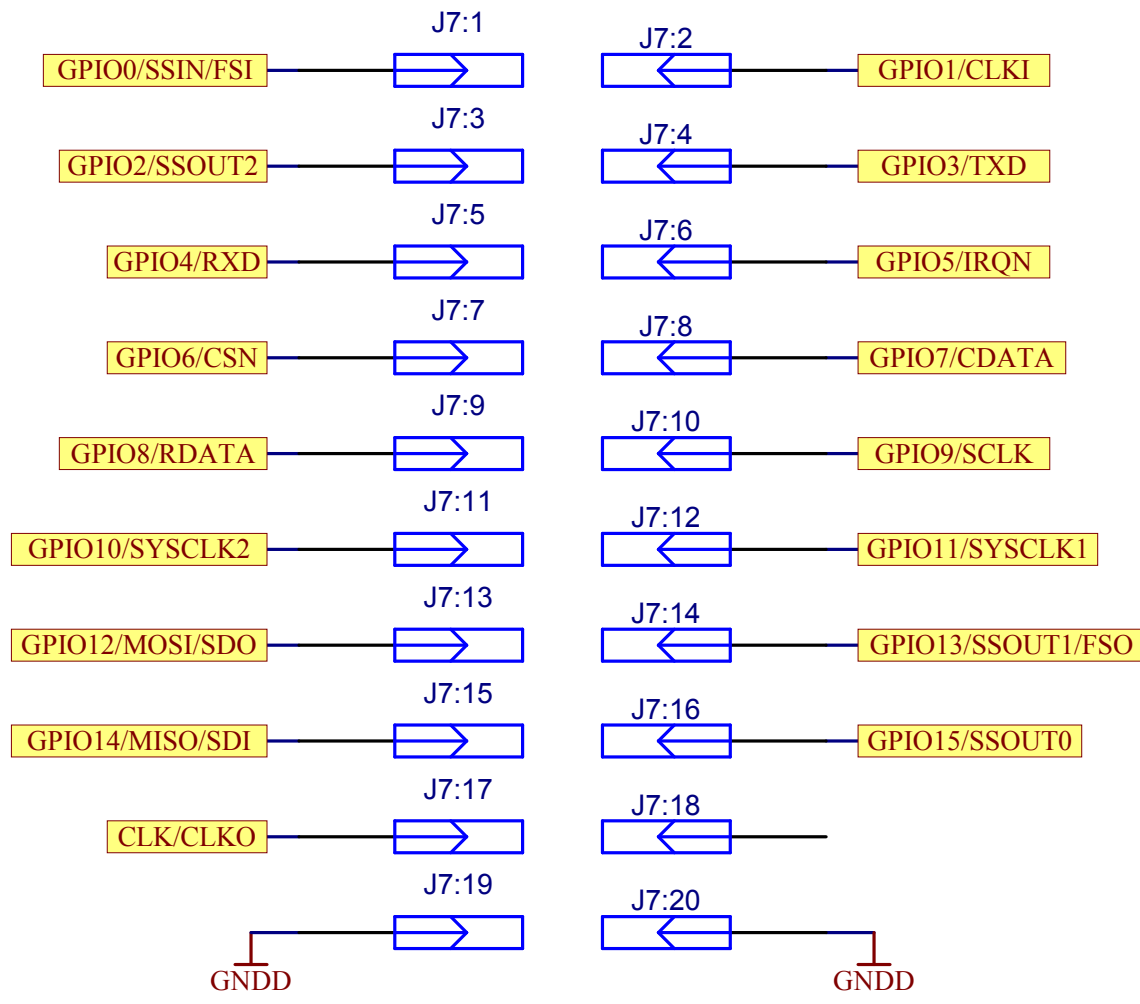 J7:1
J7:2
GPIO0/SSIN/FSI
GPIO1/CLKI
J7:3
J7:4
GPIO2/SSOUT2
GPIO3/TXD
J7:5
J7:6
GPIO4/RXD
GPIO5/IRQN
J7:7
J7:8
GPIO6/CSN
GPIO7/CDATA
J7:9
J7:10
GPIO8/RDATA
GPIO9/SCLK
J7:11
J7:12
GPIO10/SYSCLK2
GPIO11/SYSCLK1
J7:13
J7:14
GPIO12/MOSI/SDO
GPIO13/SSOUT1/FSO
J7:15
J7:16
GPIO14/MISO/SDI
GPIO15/SSOUT0
J7:17
J7:18
CLK/CLKO
J7:19
J7:20
GNDD
GNDD